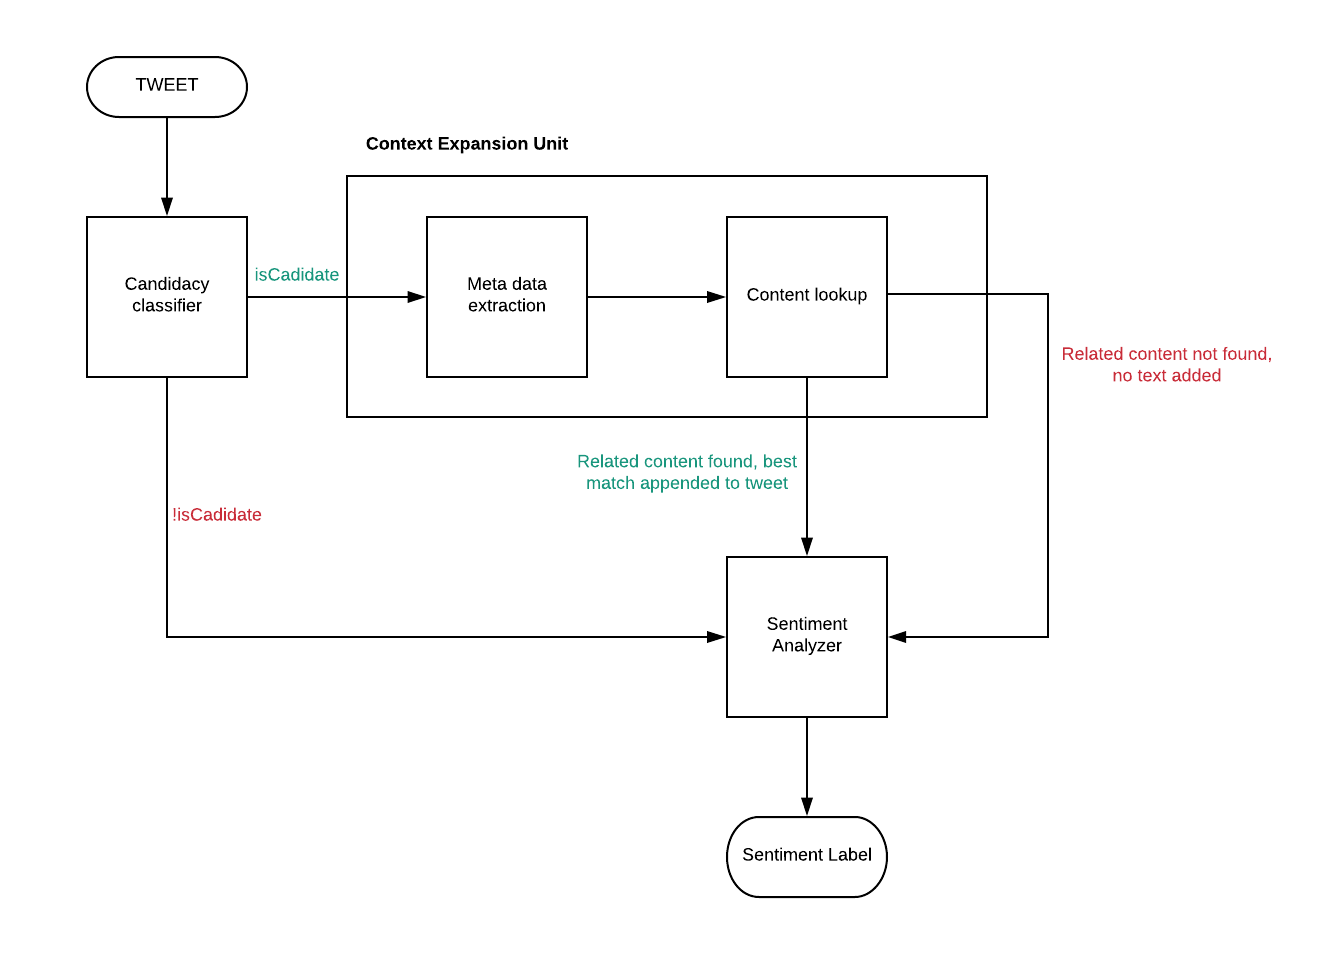 TWEET
Context Expansion Unit
Candidacy
classifier
isCadidate
Meta data
extraction
Content lookup
Related content not found,
no text added
Related content found, best
match appended to tweet
!isCadidate
Sentiment
Analyzer
Sentiment Label